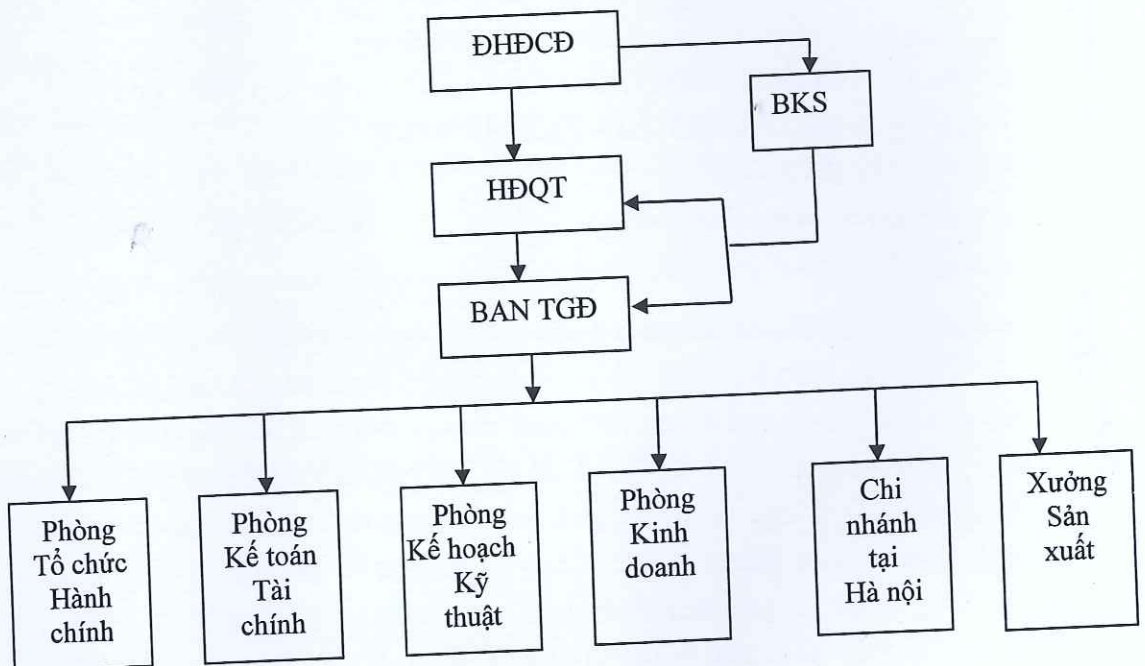 ĐHĐCĐ
BKS
HĐQT
BAN TGĐ
Phòng
Tổ chức
Hành
chính
Phòng
Kế toán
Tài
chính
Phòng
Kế hoạch
Kỹ
thuật
Phòng
Kinh
doanh
Chi
nhánh
tại
Hà nội
Xưởng
Sản
xuất